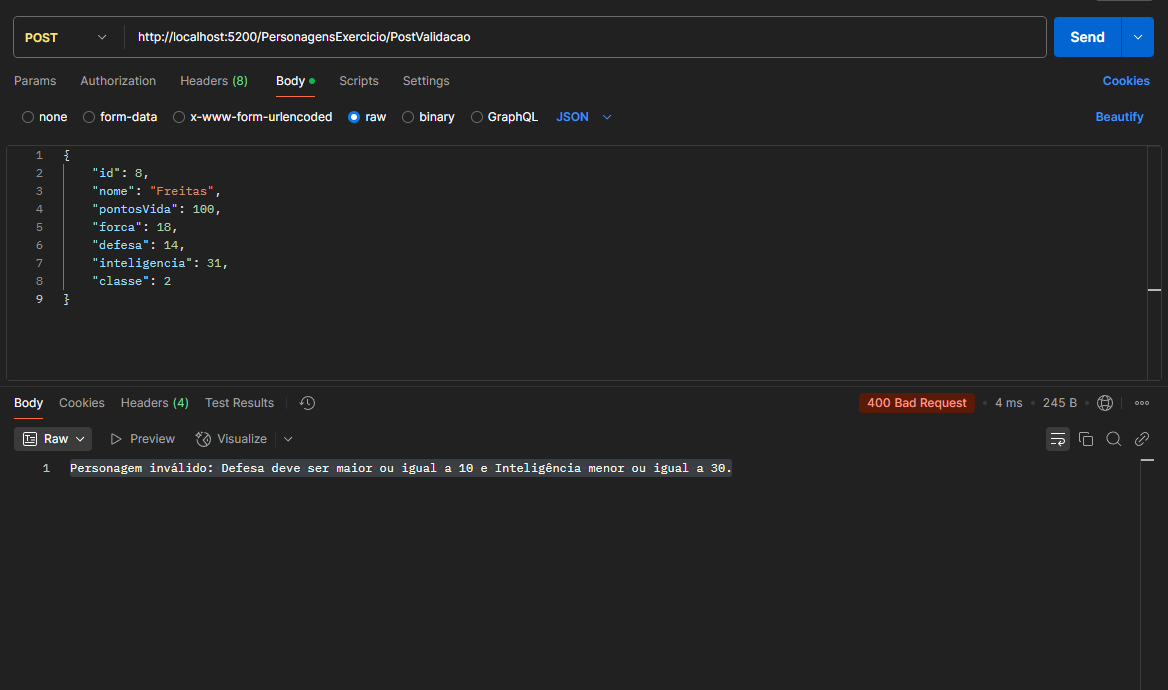 POST http://localhost:5200/PersonagensExercicio/PostValidacao Send
Params Authorization Headers (8) Body Scripts Settings Cookies
none form-data x-www-form-urlencoded raw binary GraphQL JSON Beautify
1 {
2 "id": 8,
3 "nome": "Freitas",
4 "pontosVida": 100,
5 "forca": 18,
6 "defesa": 14,
7 "inteligencia": 31,
8 "classe": 2
9 }
Body Cookies Headers (4) Test Results 400 Bad Request 4 ms 245 B
Raw Preview Visualize
1 Personagem inválido: Defesa deve ser maior ou igual a 10 e Inteligência menor ou igual a 30.